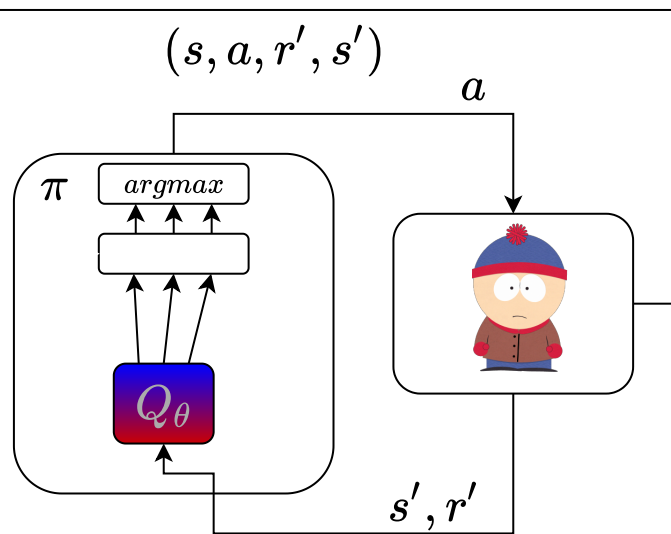 (s, a, r′, s′)
a
π
argmax
Q_θ
s′, r′